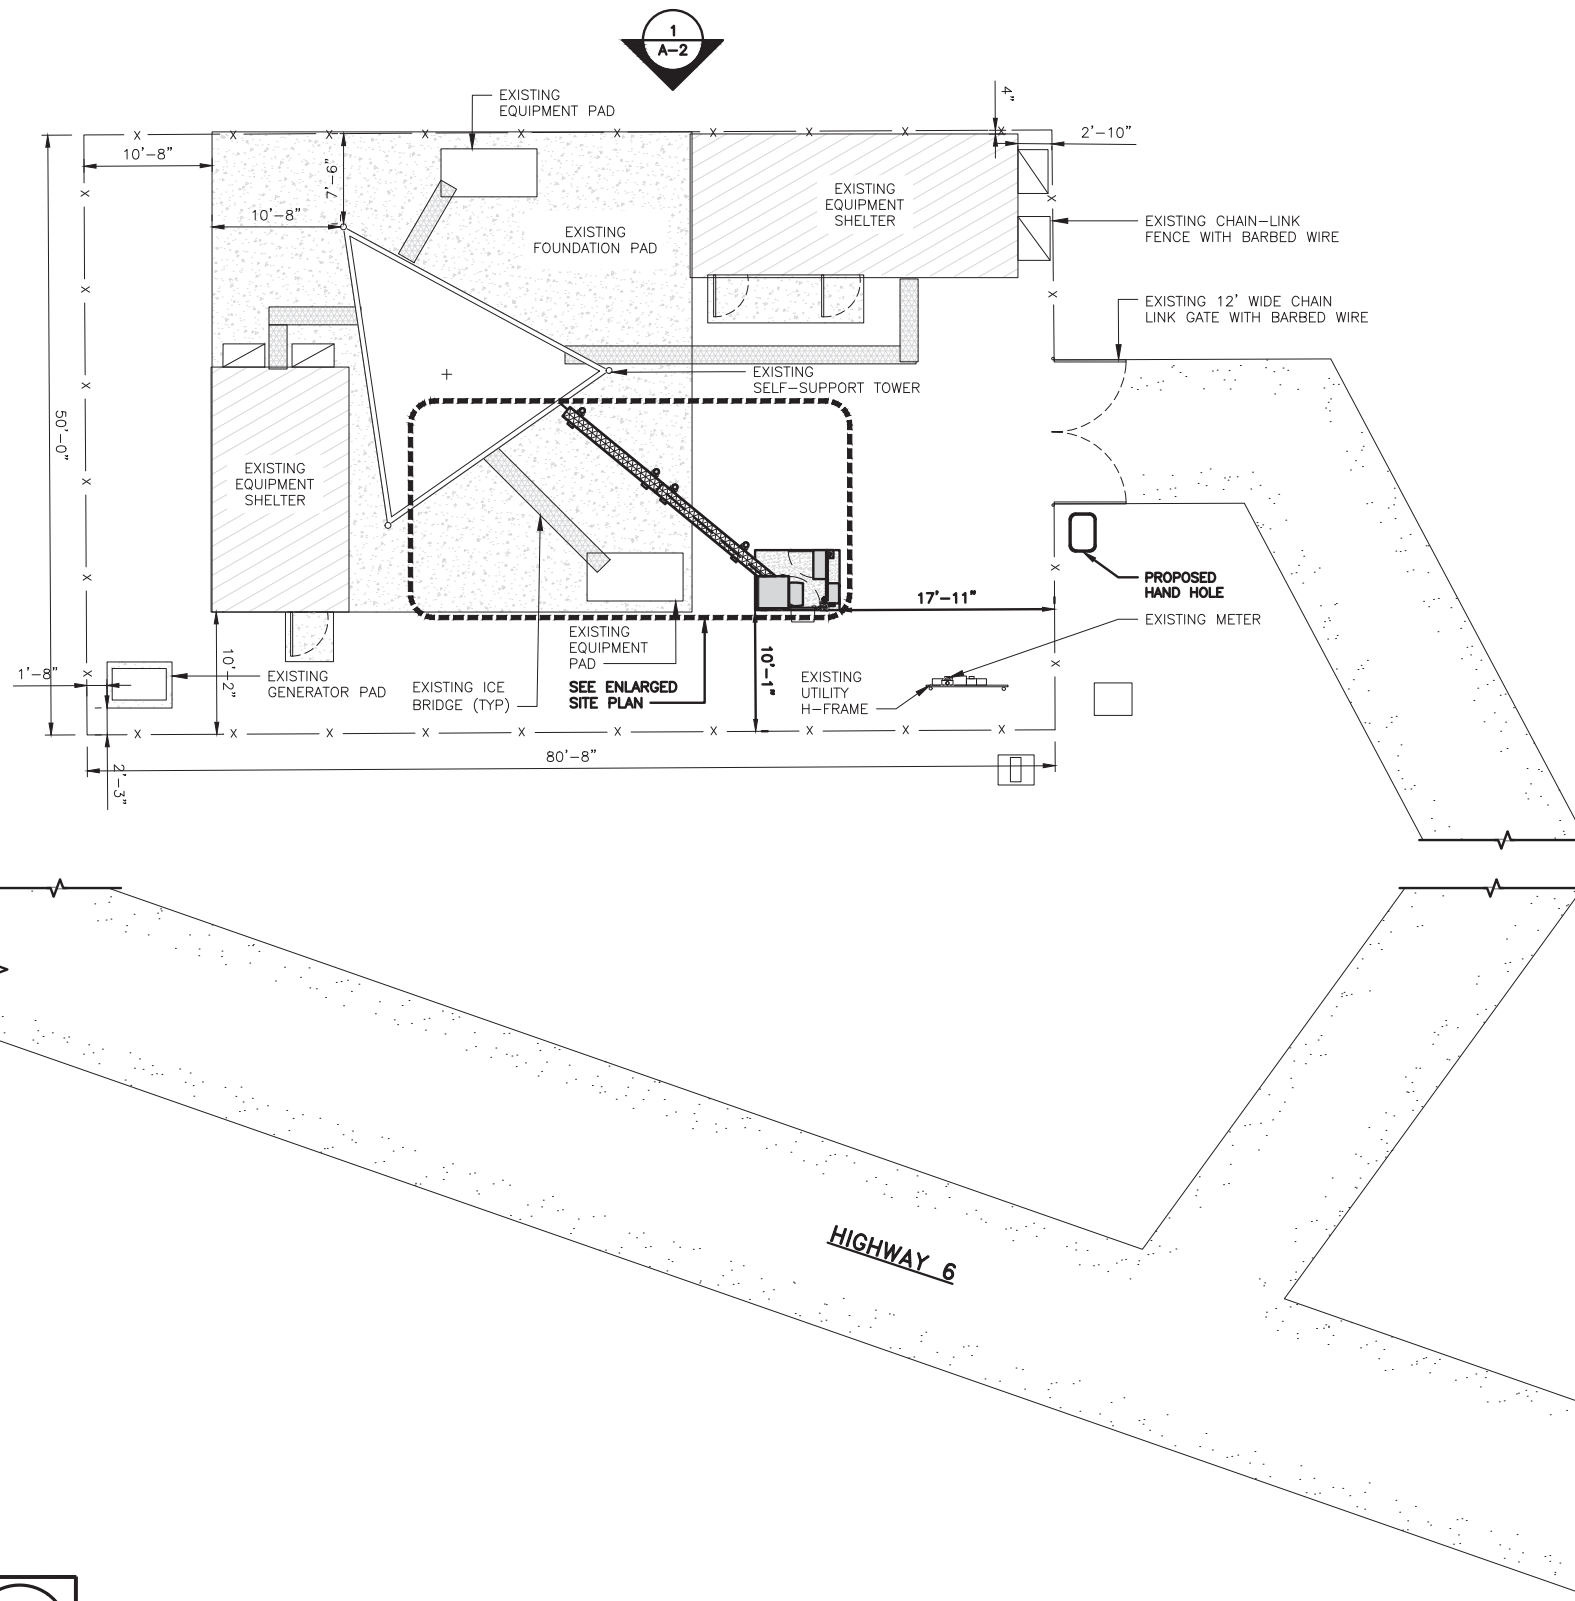 1
A-2
EXISTING
EQUIPMENT PAD
4"
2'-10"
10'-8"
7'-9"
10'-8"
EXISTING
FOUNDATION PAD
EXISTING
EQUIPMENT
SHELTER
EXISTING CHAIN-LINK
FENCE WITH BARBED WIRE
EXISTING 12' WIDE CHAIN
LINK GATE WITH BARBED WIRE
EXISTING
SELF-SUPPORT TOWER
50'-0"
EXISTING
EQUIPMENT
SHELTER
PROPOSED
HAND HOLE
17'-11"
EXISTING METER
EXISTING
EQUIPMENT
PAD
10'-1"
10'-2"
1'-8"
EXISTING
GENERATOR PAD
EXISTING ICE
BRIDGE (TYP)
SEE ENLARGED
SITE PLAN
EXISTING
UTILITY
H-FRAME
80'-8"
2'-3"
HIGHWAY 6